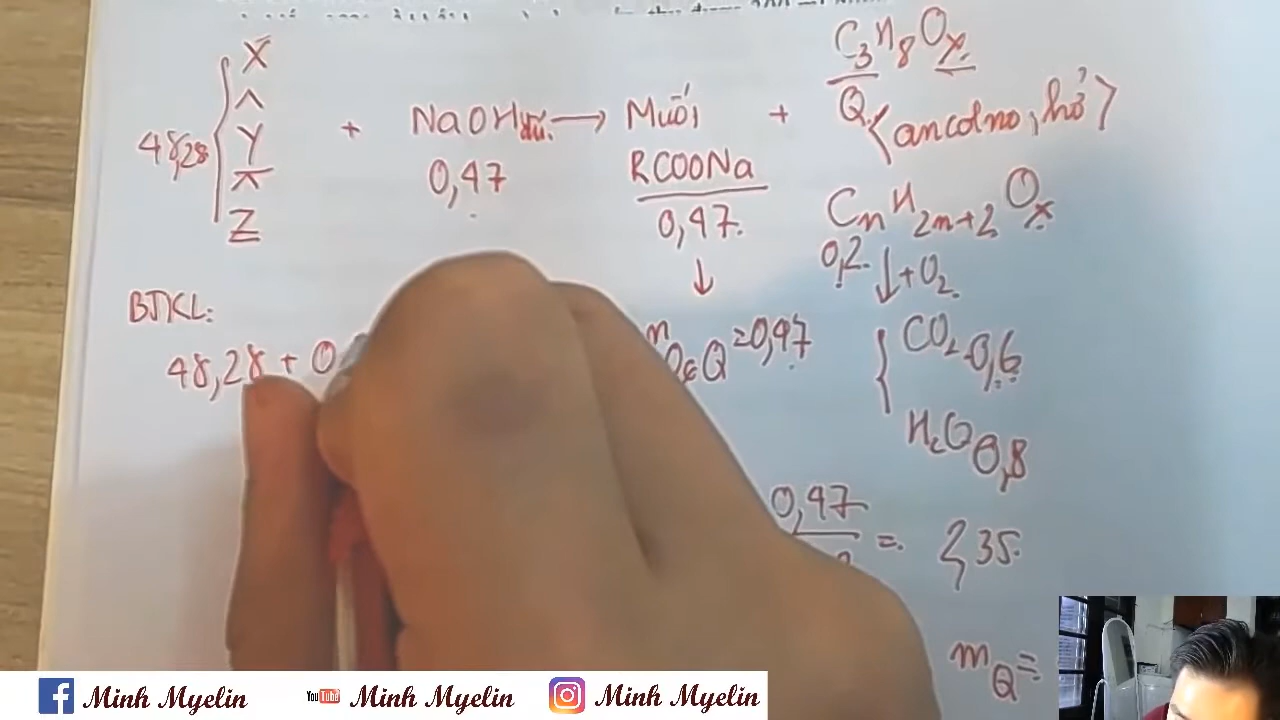 48,28 { X < Y < Z + NaOH dư. → Muối + C3H8Ox.
0,47 RCOONa Q < ancol no, hở >
0,47. CnH2n+2Ox
↓ 0,2. ↓ +O2.
BTKL:
48,28 + 0 =0,47 { CO2 0,6
H2O 0,8
0,47 =. 2,35.
mQ =
Minh Myelin
YouTube Minh Myelin
Minh Myelin